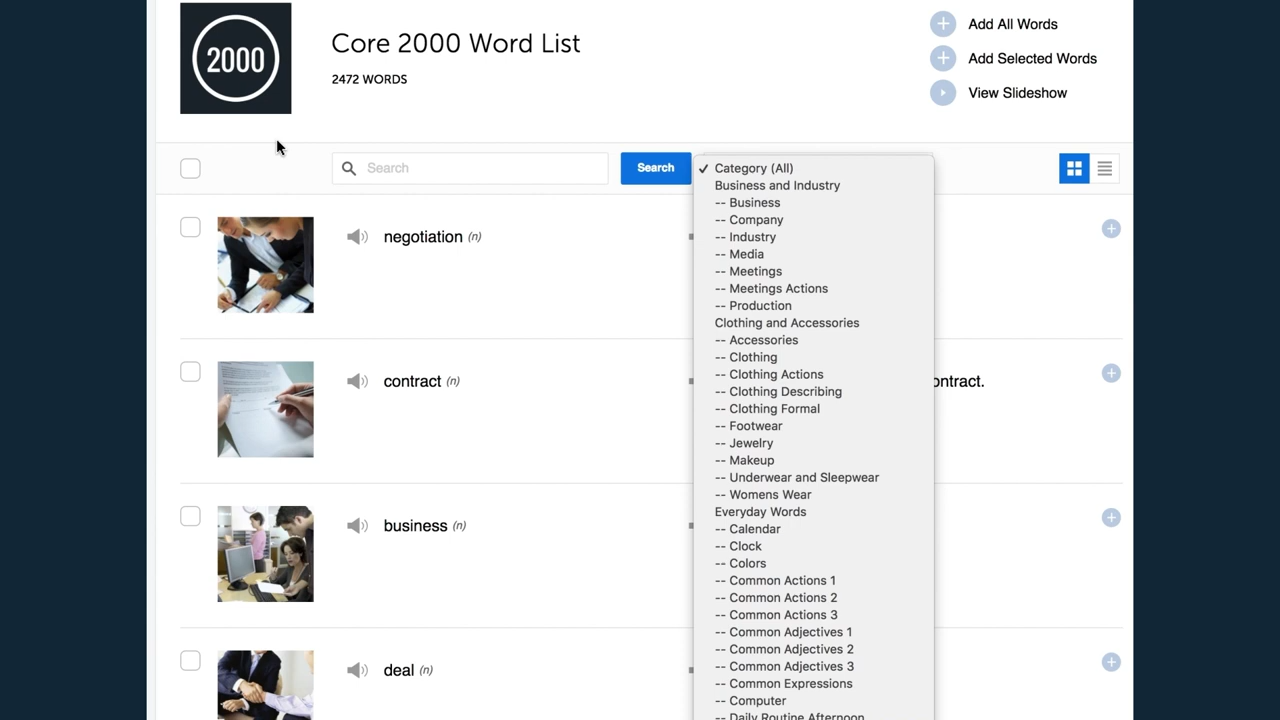 2000
Core 2000 Word List
2472 WORDS
Add All Words
Add Selected Words
View Slideshow
Search
Search
✓ Category (All)
Business and Industry
-- Business
-- Company
-- Industry
-- Media
-- Meetings
-- Meetings Actions
-- Production
Clothing and Accessories
-- Accessories
-- Clothing
-- Clothing Actions
-- Clothing Describing
-- Clothing Formal
-- Footwear
-- Jewelry
-- Makeup
-- Underwear and Sleepwear
-- Womens Wear
Everyday Words
-- Calendar
-- Clock
-- Colors
-- Common Actions 1
-- Common Actions 2
-- Common Actions 3
-- Common Adjectives 1
-- Common Adjectives 2
-- Common Adjectives 3
-- Common Expressions
-- Computer
-- Daily Routine Afternoon
negotiation (n)
contract (n)
ontract.
business (n)
deal (n)